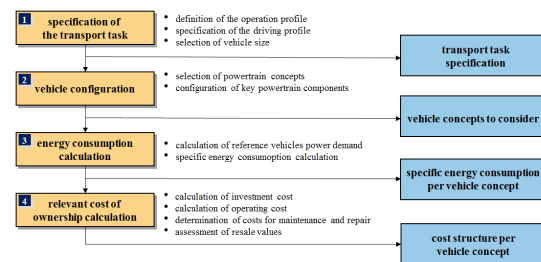 1
specification of
the transport task
• definition of the operation profile
• specification of the driving profile
• selection of vehicle size
transport task
specification
2
vehicle configuration
• selection of powertrain concepts
• configuration of key powertrain components
vehicle concepts to consider
3
energy consumption
calculation
• calculation of reference vehicles power demand
• specific energy consumoption calculation
specific energy consumption
per vehicle concept
4
relevant cost of
ownership calculation
• calculation of investment cost
• calculation of operating cost
• determination of costs for maintenance and repair
• assessment of resale values
cost structure per
vehicle concept